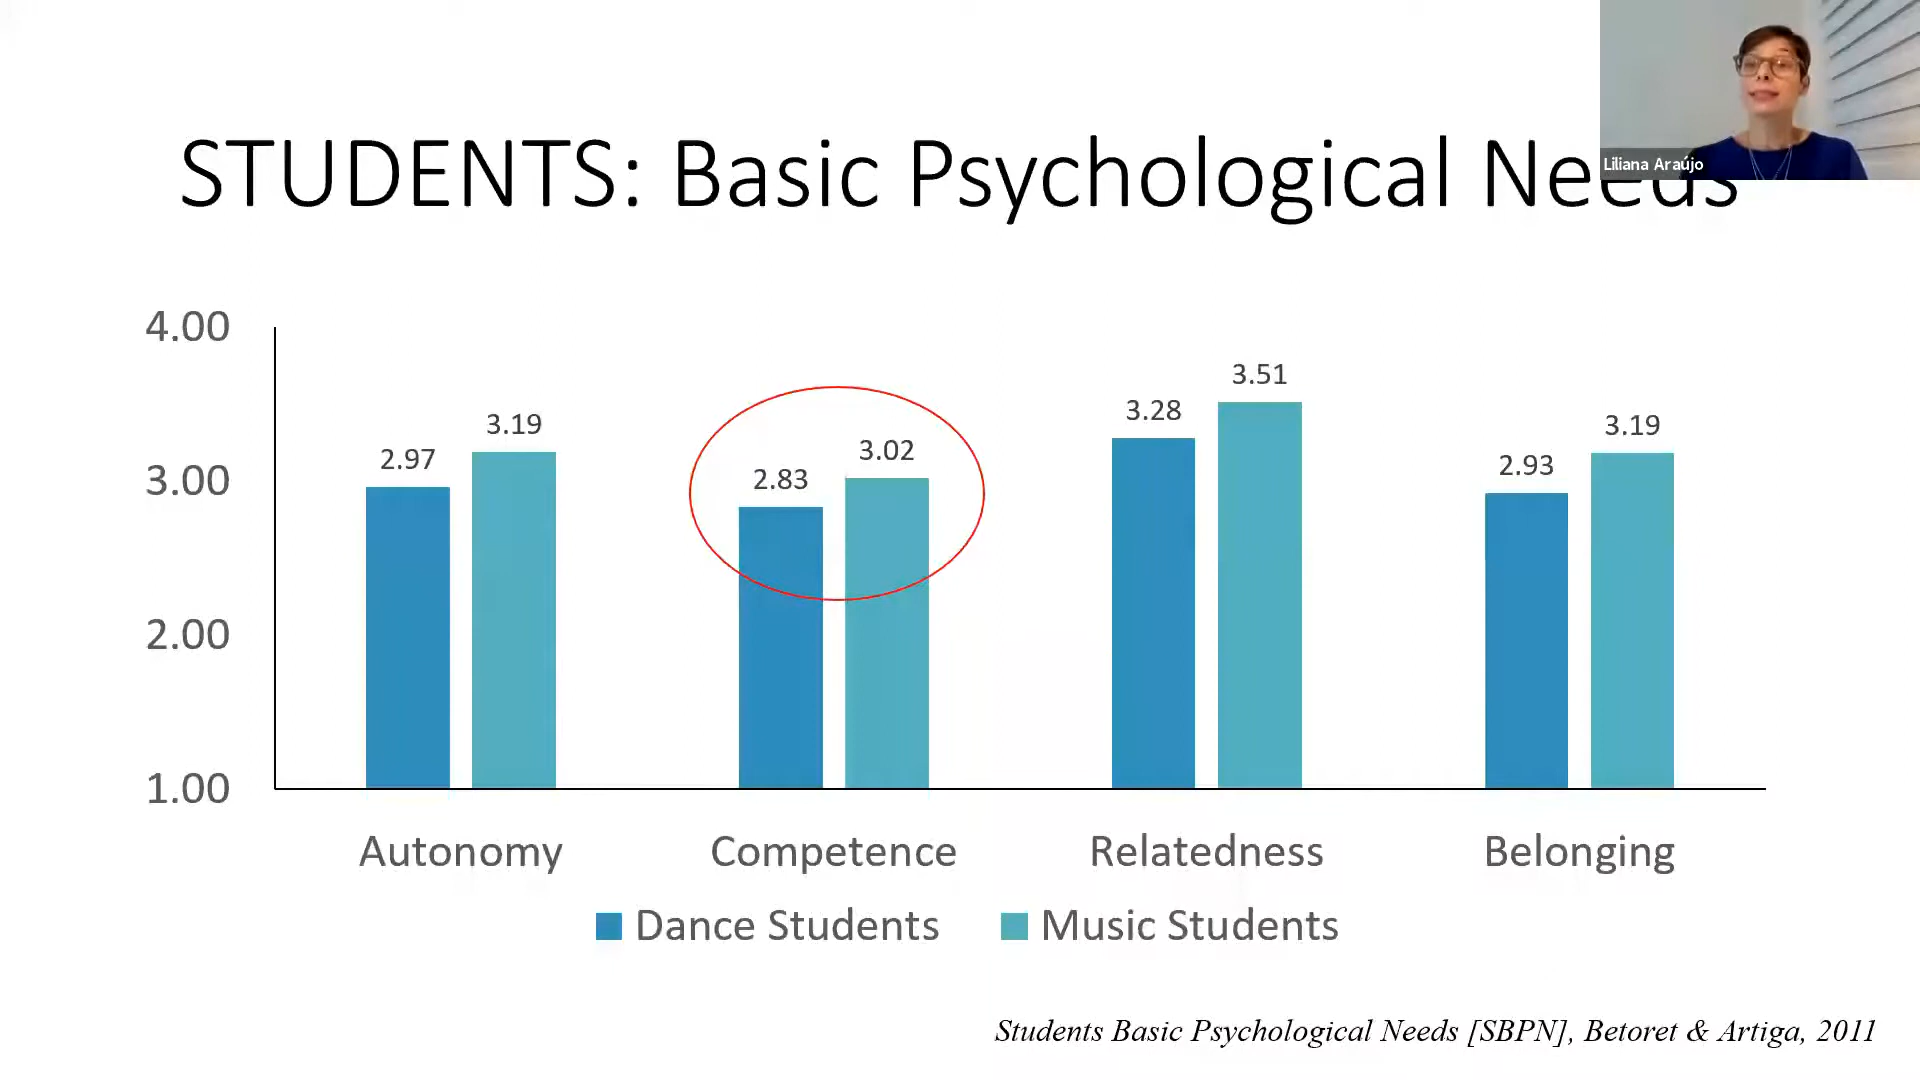 STUDENTS: Basic Psychological Needs
Liliana Araújo
4.00
3.00
2.00
1.00
2.97
3.19
2.83
3.02
3.28
3.51
2.93
3.19
Autonomy
Competence
Relatedness
Belonging
Dance Students
Music Students
Students Basic Psychological Needs [SBPN], Betoret & Artiga, 2011